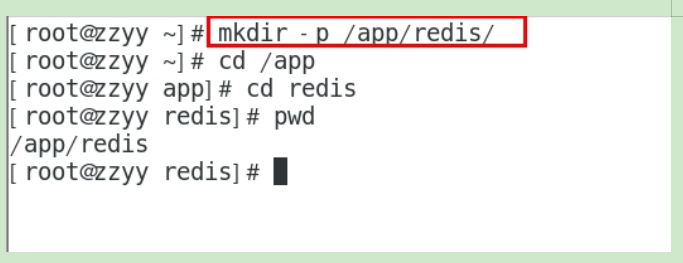 [root@zzyy ~]# mkdir -p /app/redis/
[root@zzyy ~]# cd /app
[root@zzyy app]# cd redis
[root@zzyy redis]# pwd
/app/redis
[root@zzyy redis]#